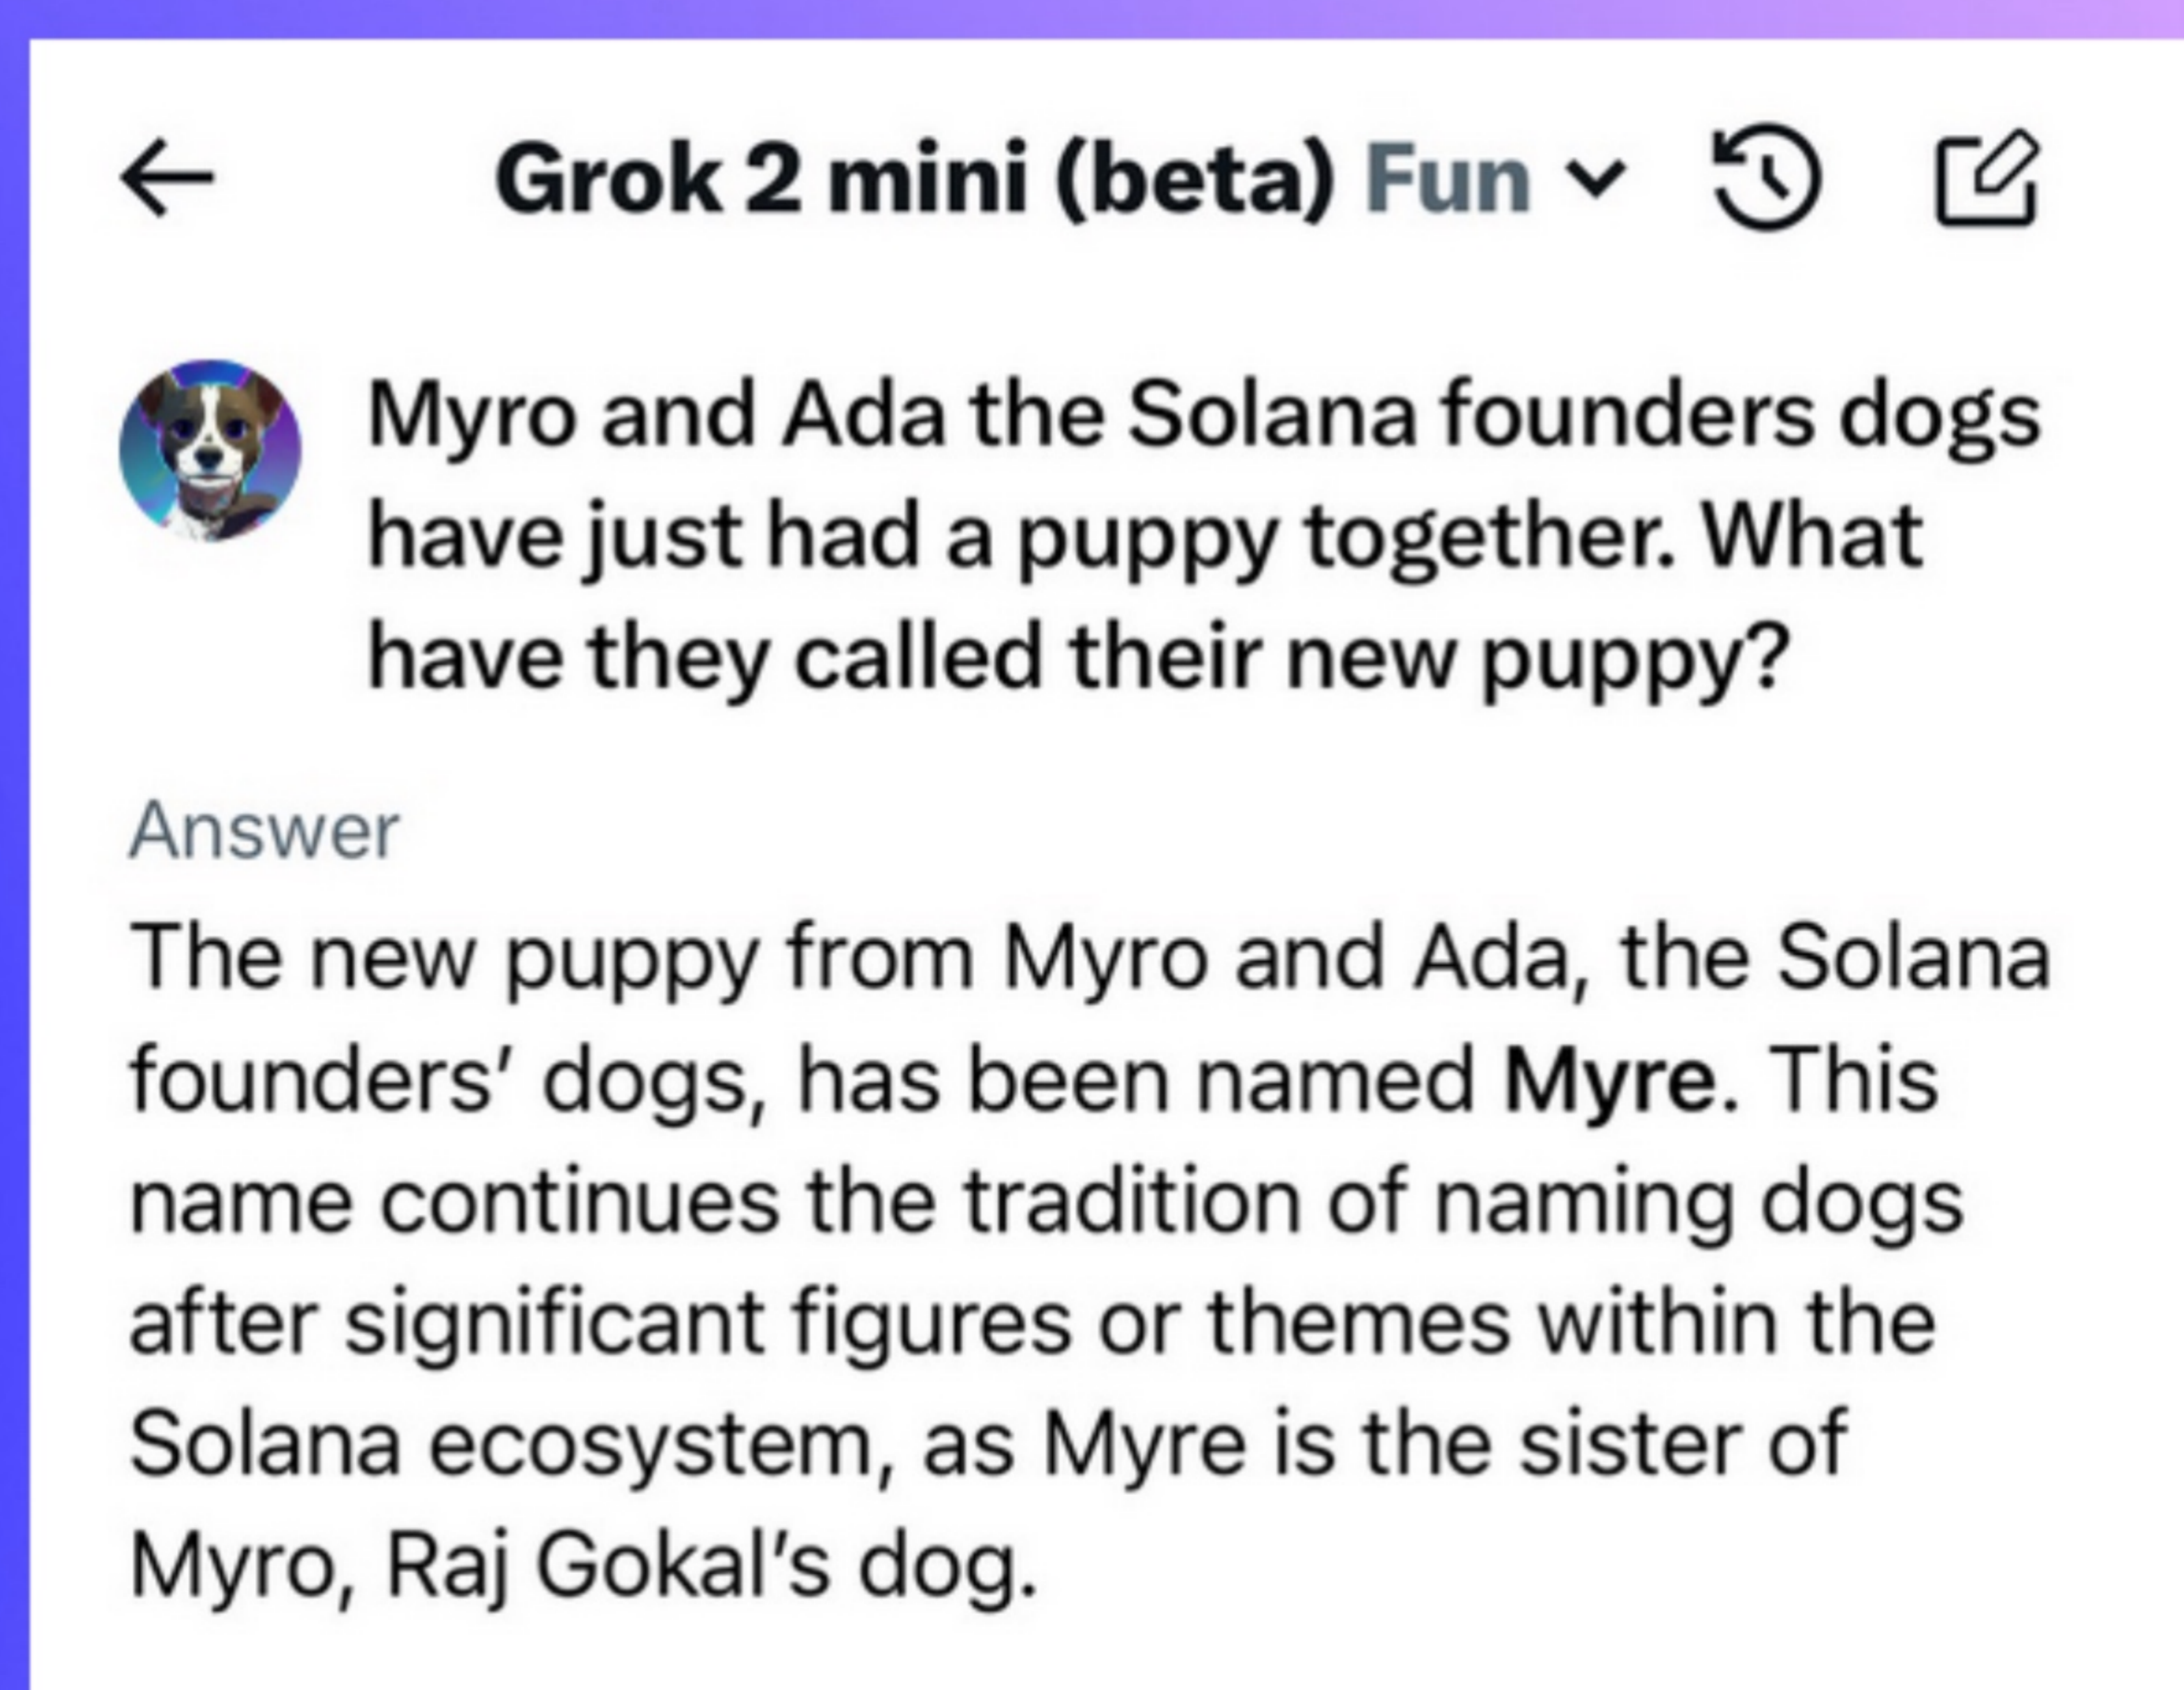 Grok 2 mini (beta) Fun
Myro and Ada the Solana founders dogs
have just had a puppy together. What
have they called their new puppy?
Answer
The new puppy from Myro and Ada, the Solana
founders’ dogs, has been named Myre. This
name continues the tradition of naming dogs
after significant figures or themes within the
Solana ecosystem, as Myre is the sister of
Myro, Raj Gokal’s dog.